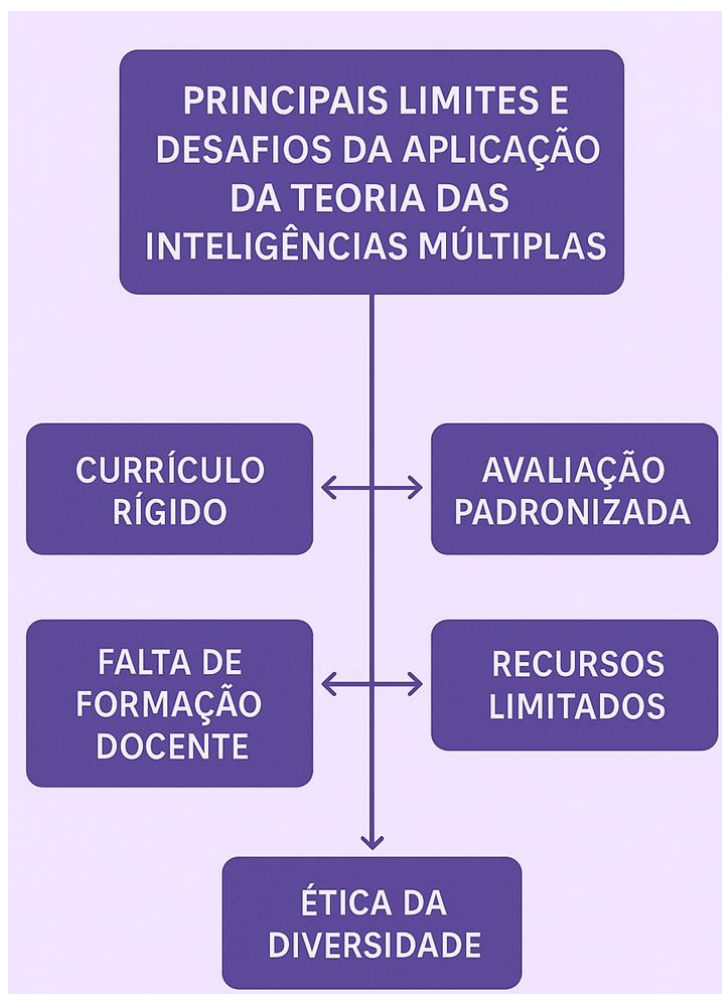 PRINCIPAIS LIMITES E
DESAFIOS DA APLICAÇÃO
DA TEORIA DAS
INTELIGÊNCIAS MÚLTIPLAS
CURRÍCULO
RÍGIDO
AVALIAÇÃO
PADRONIZADA
FALTA DE
FORMAÇÃO
DOCENTE
RECURSOS
LIMITADOS
ÉTICA DA
DIVERSIDADE